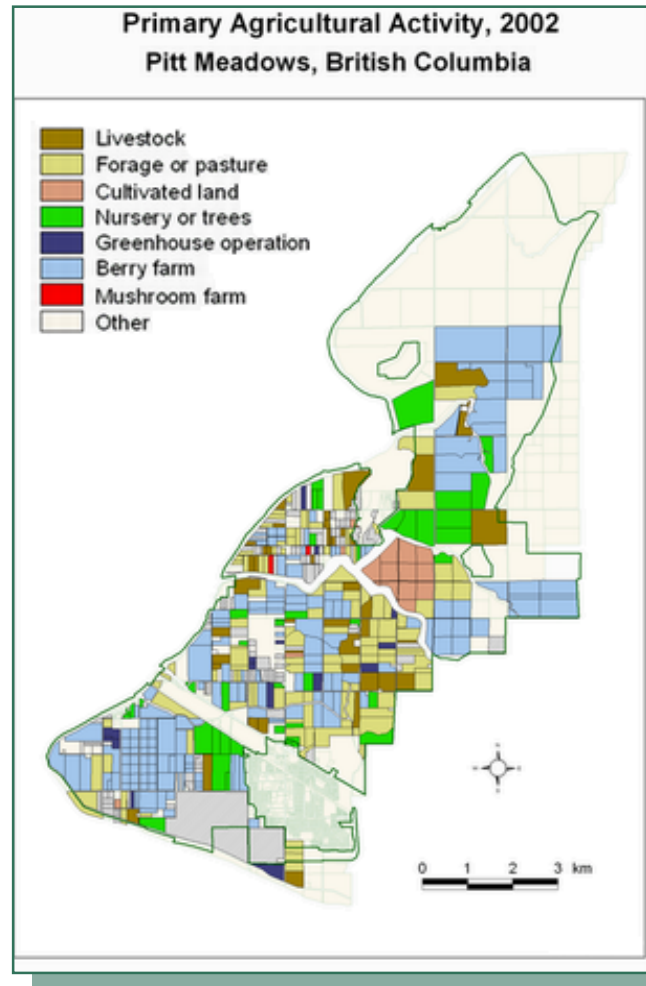 Primary Agricultural Activity, 2002
Pitt Meadows, British Columbia
Livestock
Forage or pasture
Cultivated land
Nursery or trees
Greenhouse operation
Berry farm
Mushroom farm
Other
0 1 2 3 km